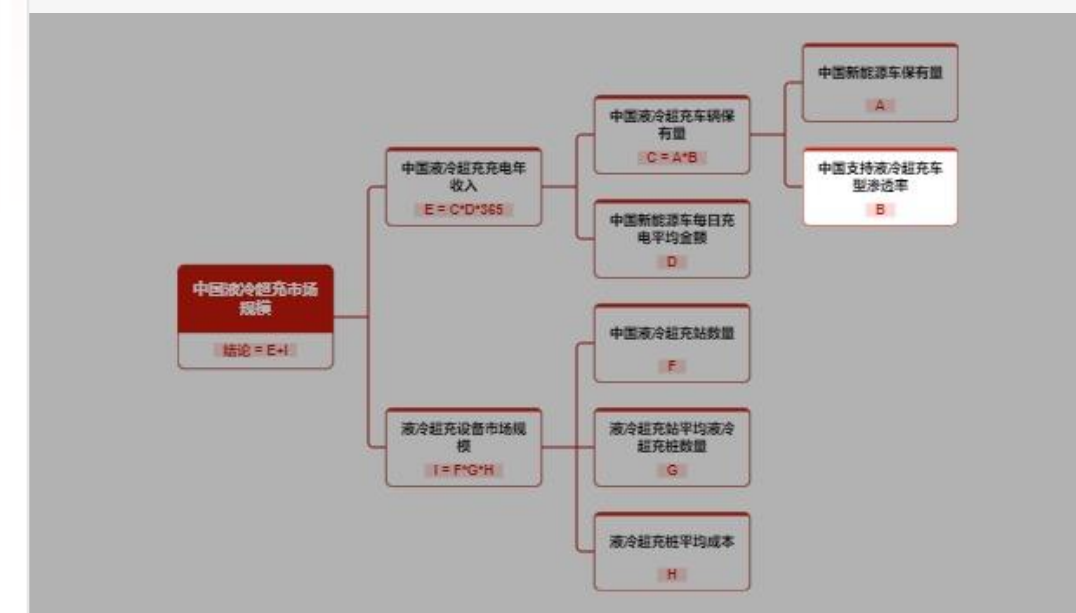 中国新能源车保有量
A
中国液冷超充车辆保
有量
C = A*B
中国支持液冷超充车
型渗透率
B
中国液冷超充充电年
收入
E = C*D*365
中国新能源车每日充
电平均金额
D
中国液冷超充市场
规模
结论 = E+I
中国液冷超充站数量
F
液冷超充设备市场规
模
I = F*G*H
液冷超充站平均液冷
超充桩数量
G
液冷超充桩平均成本
H